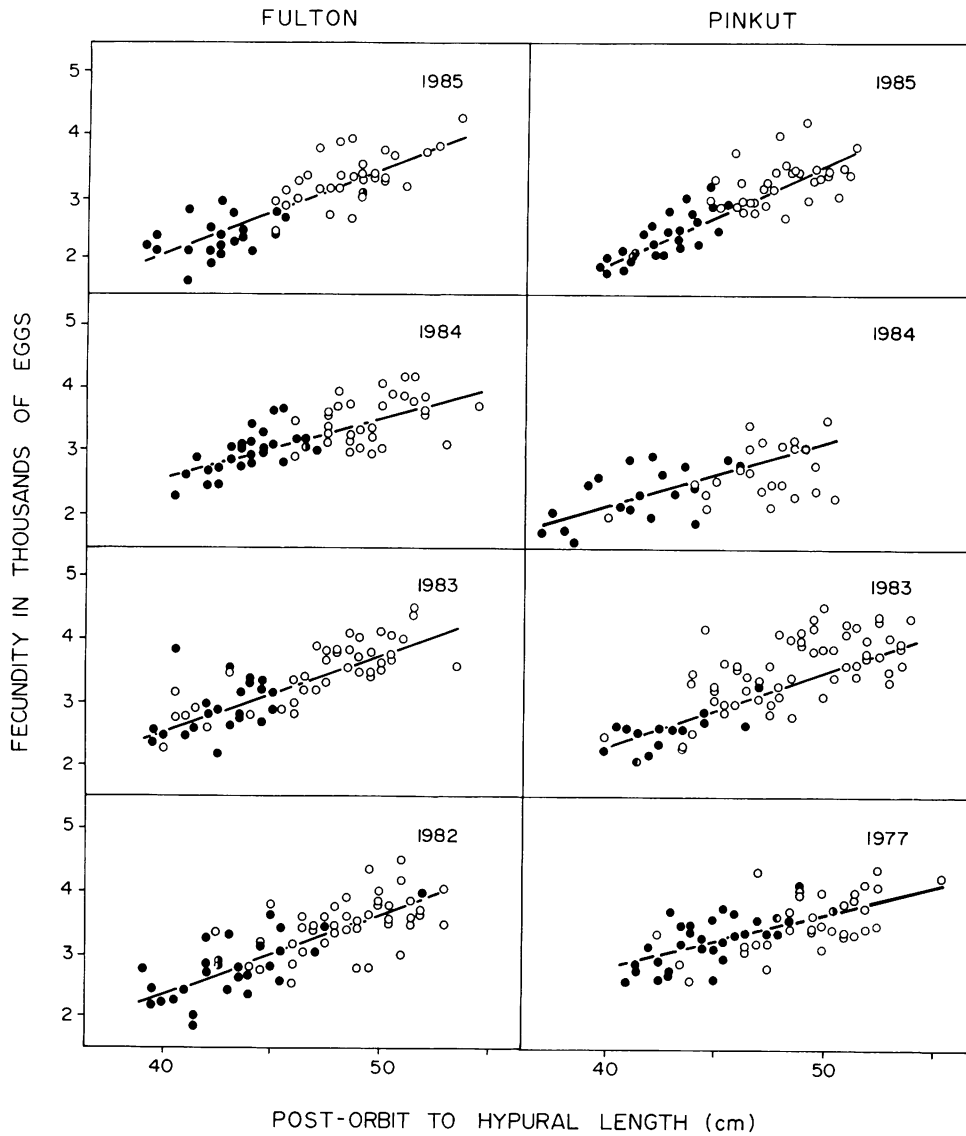 FULTON PINKUT
FECUNDITY IN THOUSANDS OF EGGS
5 1985 1985
4
3
2
5 1984 1984
4
3
2
5 1983 1983
4
3
2
5 1982 1977
4
3
2
40 50 40 50
POST-ORBIT TO HYPURAL LENGTH (cm)